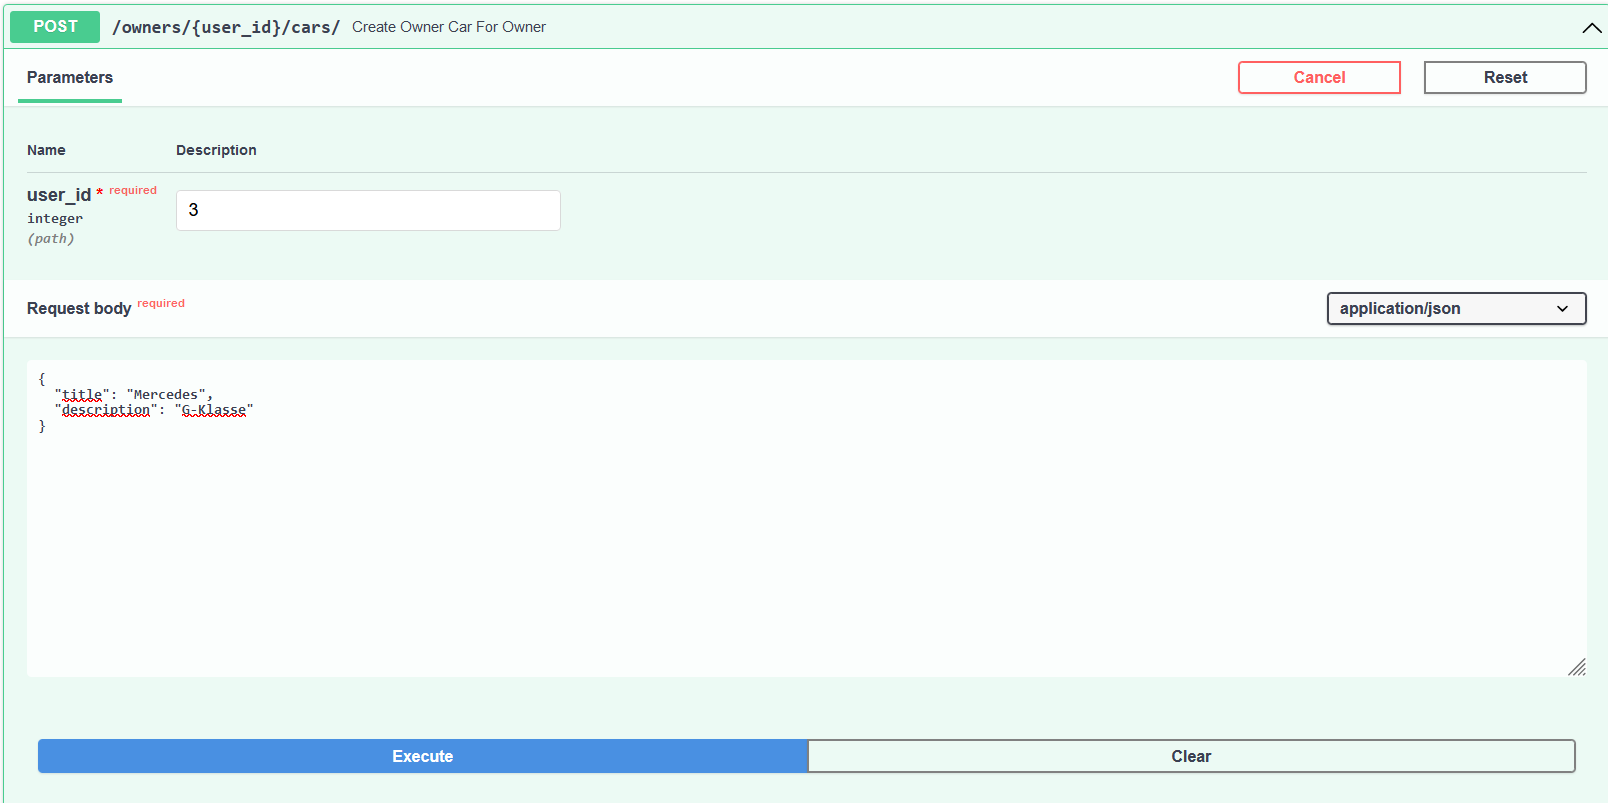 POST /owners/{user_id}/cars/ Create Owner Car For Owner
Parameters
Cancel
Reset
Name Description
user_id * required
integer
(path)
3
Request body required
application/json
{
  "title": "Mercedes",
  "description": "G-Klasse"
}
Execute
Clear